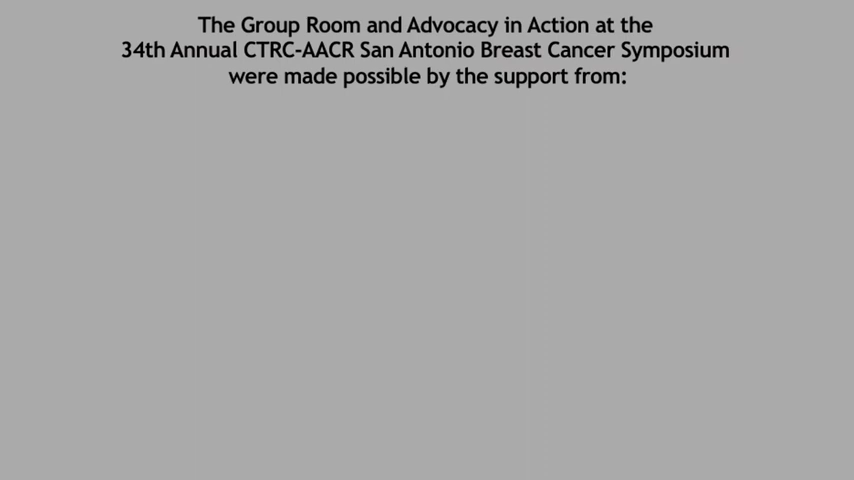 The Group Room and Advocacy in Action at the
34th Annual CTRC-AACR San Antonio Breast Cancer Symposium
were made possible by the support from: